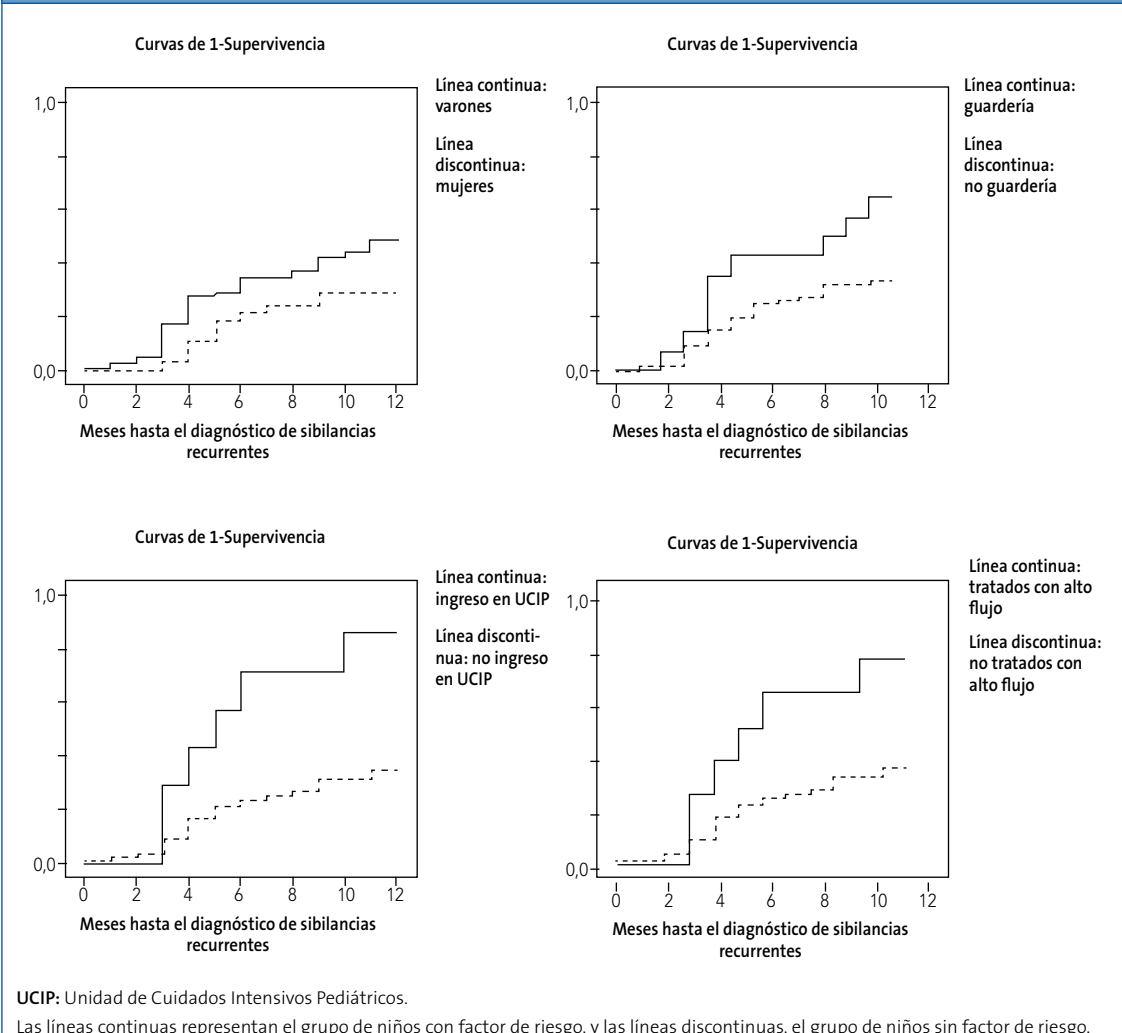 Curvas de 1-Supervivencia
1,0
0,0
0 2 4 6 8 10 12
Meses hasta el diagnóstico de sibilancias
recurrentes
Línea continua:
varones
Línea
discontinua:
mujeres
Curvas de 1-Supervivencia
1,0
0,0
0 2 4 6 8 10 12
Meses hasta el diagnóstico de sibilancias
recurrentes
Línea continua:
guardería
Línea
discontinua:
no guardería
Curvas de 1-Supervivencia
1,0
0,0
0 2 4 6 8 10 12
Meses hasta el diagnóstico de sibilancias
recurrentes
Línea continua:
ingreso en UCIP
Línea disconti-
nua: no ingreso
en UCIP
Curvas de 1-Supervivencia
1,0
0,0
0 2 4 6 8 10 12
Meses hasta el diagnóstico de sibilancias
recurrentes
Línea continua:
tratados con alto
flujo
Línea discontinua:
no tratados con
alto flujo
UCIP: Unidad de Cuidados Intensivos Pediátricos.
Las líneas continuas representan el grupo de niños con factor de riesgo, y las líneas discontinuas, el grupo de niños sin factor de riesgo.